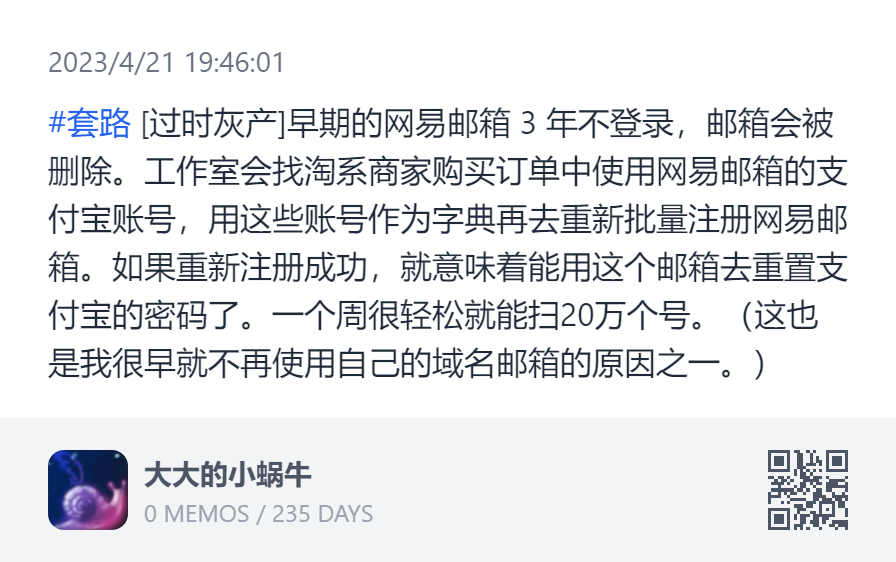 2023/4/21 19:46:01
#套路 [过时灰产]早期的网易邮箱 3 年不登录，邮箱会被
删除。工作室会找淘系商家购买订单中使用网易邮箱的支
付宝账号，用这些账号作为字典再去重新批量注册网易邮
箱。如果重新注册成功，就意味着能用这个邮箱去重置支
付宝的密码了。一个周很轻松就能扫20万个号。（这也
是我很早就不再使用自己的域名邮箱的原因之一。）
大大的小蜗牛
0 MEMOS / 235 DAYS